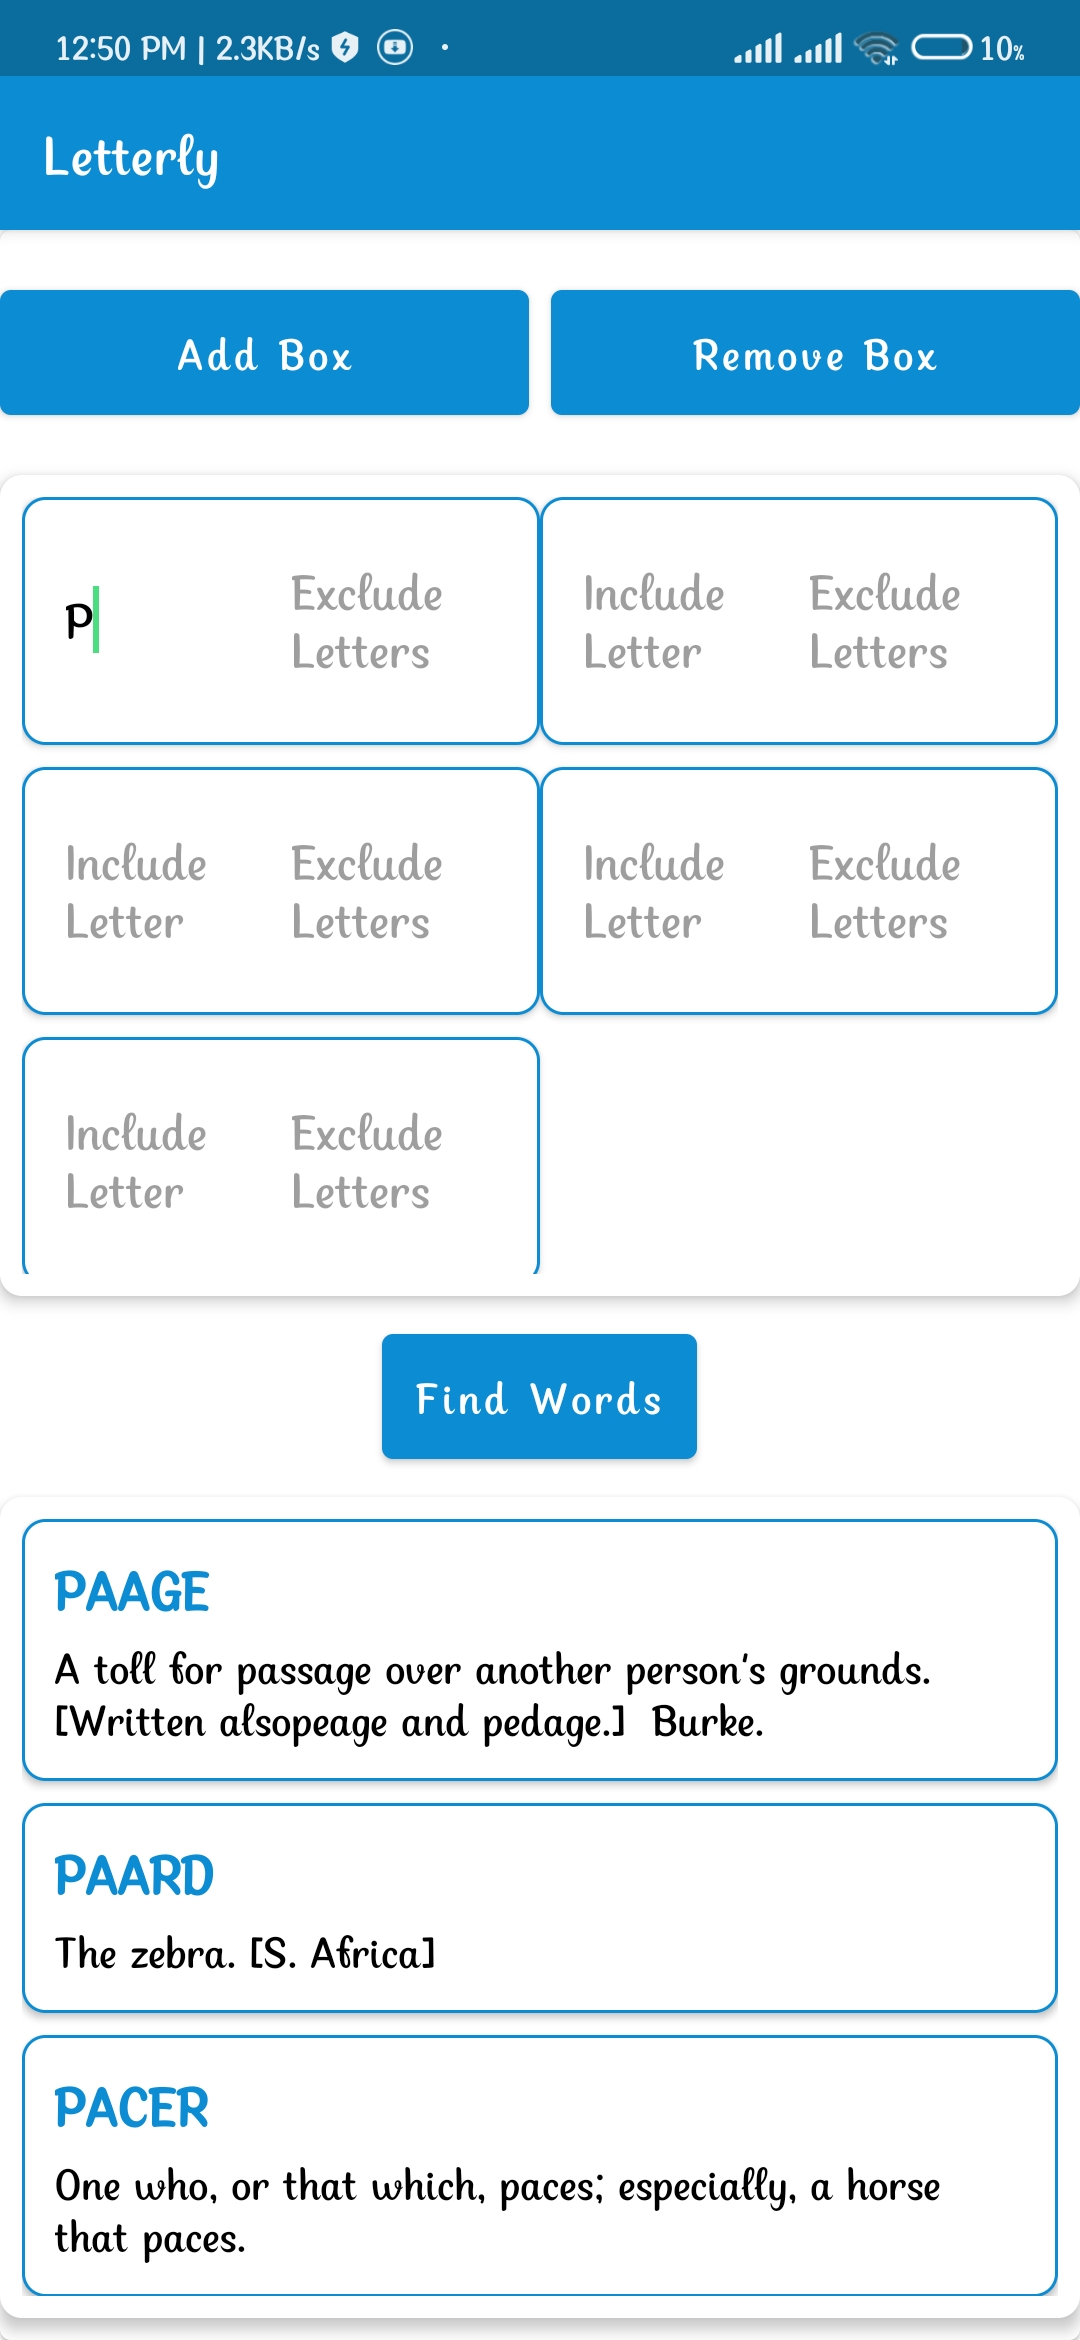 12:50 PM | 2.3KB/s 10%
Letterly
Add Box Remove Box
p Exclude Letters Include Letter Exclude Letters
Include Letter Exclude Letters Include Letter Exclude Letters
Include Letter Exclude Letters
Find Words
PAAGE
A toll for passage over another person's grounds.
[Written alsopeage and pedage.] Burke.
PAARD
The zebra. [S. Africa]
PACER
One who, or that which, paces; especially, a horse
that paces.